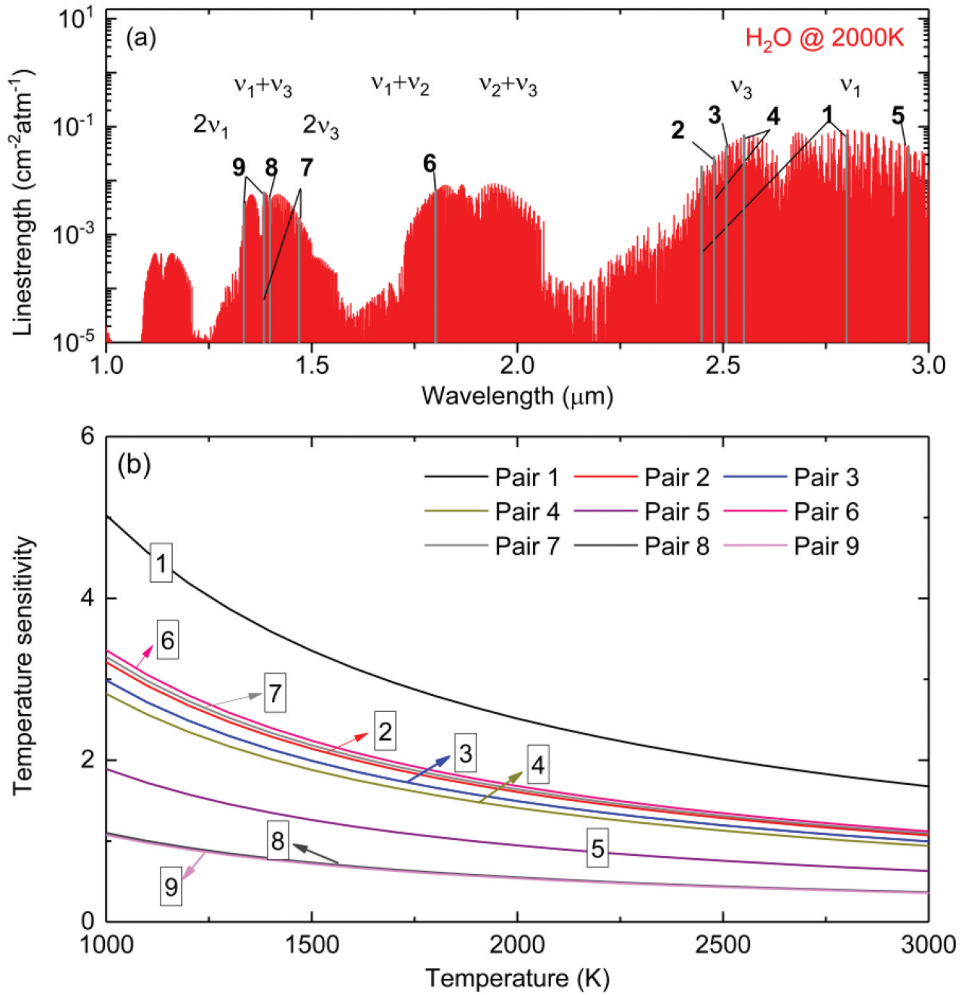 (a)
H₂O @ 2000K
ν₁+ν₃
ν₁+ν₂
ν₂+ν₃
ν₃
ν₁
2ν₁
2ν₃
9
8
7
6
2
3
4
1
5
Linestrength (cm⁻²atm⁻¹)
10¹
10⁻¹
10⁻³
10⁻⁵
1.0 1.5 2.0 2.5 3.0
Wavelength (μm)
(b)
Pair 1 Pair 2 Pair 3
Pair 4 Pair 5 Pair 6
Pair 7 Pair 8 Pair 9
1
6
7
2
3
4
5
8
9
Temperature sensitivity
6
4
2
0
1000 1500 2000 2500 3000
Temperature (K)